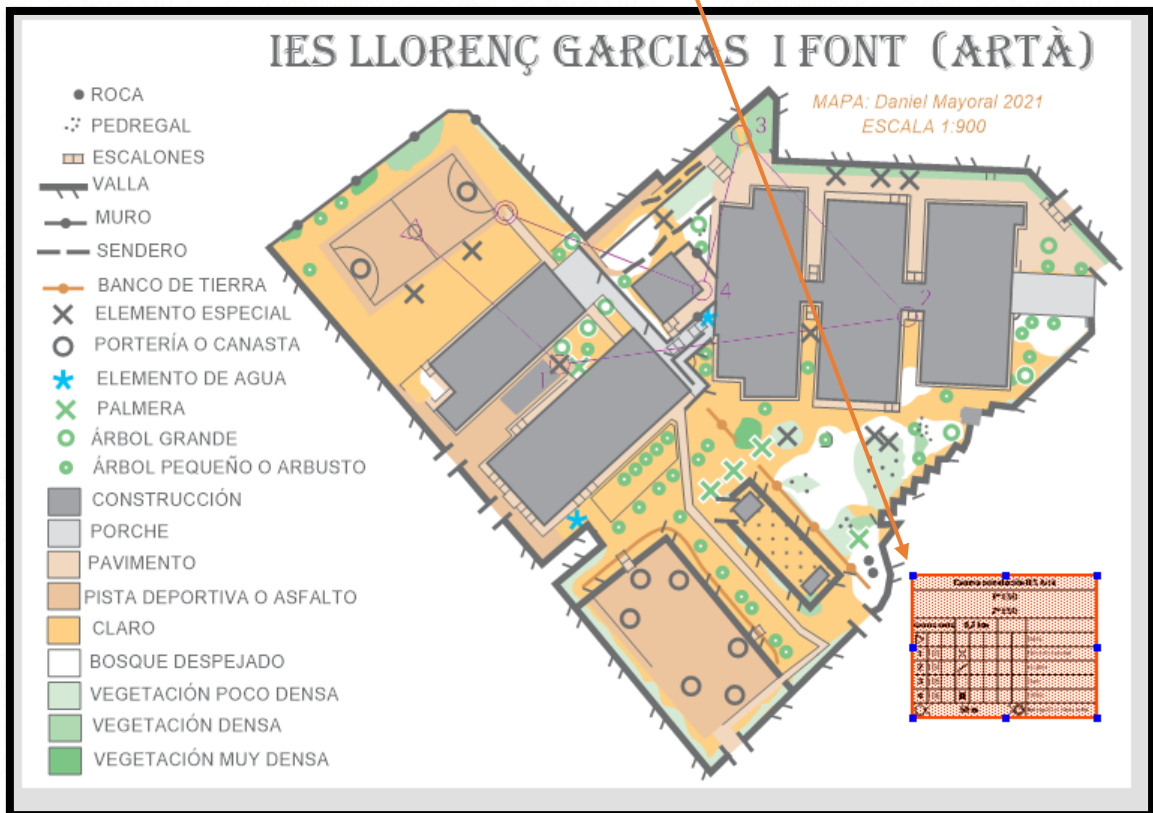 IES LLORENÇ GARCIAS I FONT (ARTÀ)
MAPA: Daniel Mayoral 2021
ESCALA 1:900
ROCA
PEDREGAL
ESCALONES
VALLA
MURO
SENDERO
BANCO DE TIERRA
ELEMENTO ESPECIAL
PORTERÍA O CANASTA
ELEMENTO DE AGUA
PALMERA
ÁRBOL GRANDE
ÁRBOL PEQUEÑO O ARBUSTO
CONSTRUCCIÓN
PORCHE
PAVIMENTO
PISTA DEPORTIVA O ASFALTO
CLARO
BOSQUE DESPEJADO
VEGETACIÓN POCO DENSA
VEGETACIÓN DENSA
VEGETACIÓN MUY DENSA
3
2
4
1